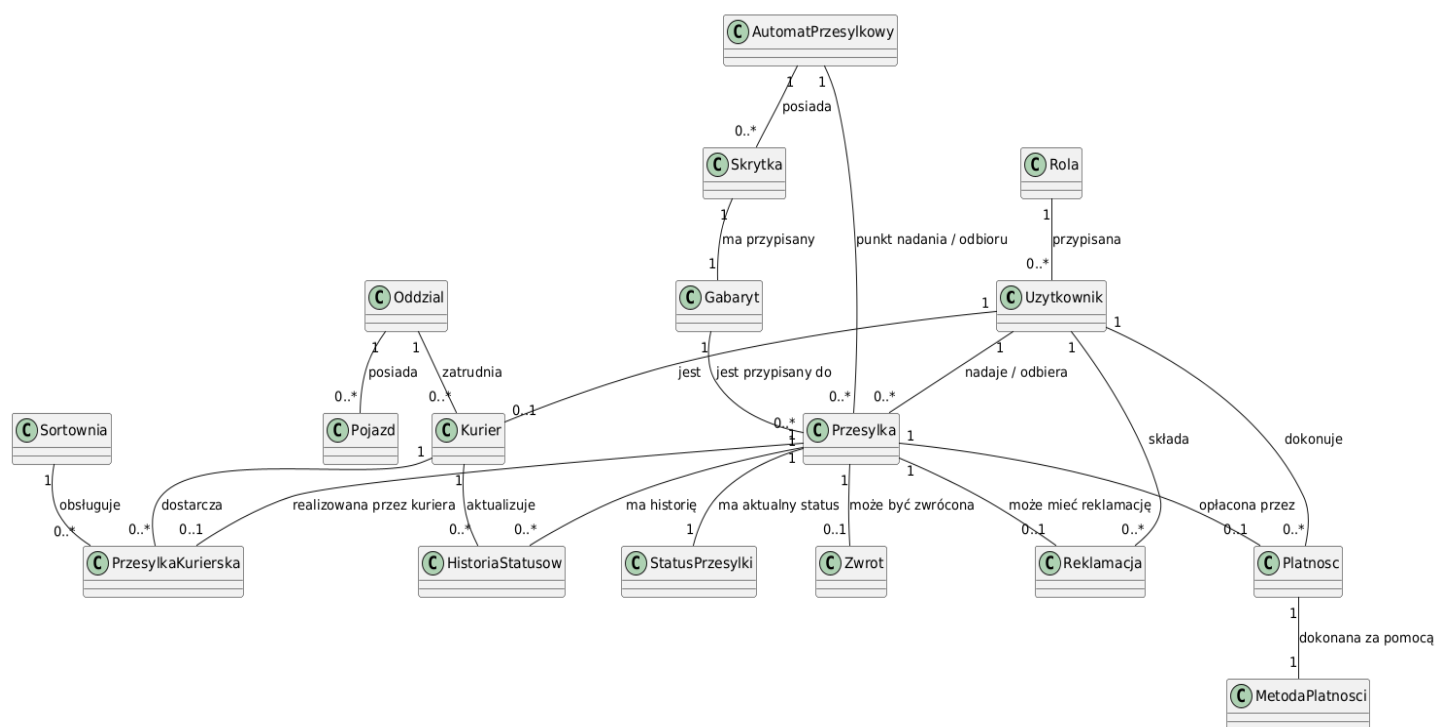 C AutomatPrzesylkowy
1 1
posiada
0..*
C Skrytka
C Rola
1
1
ma przypisany
punkt nadania / odbioru
przypisana
1
0..*
C Oddzial
C Gabaryt
C Uzytkownik
1
1 1
1
1 1
1
posiada
zatrudnia
jest
jest przypisany do
nadaje / odbiera
0..* 0..*
0..1
0..* 0..*
0..*
C Sortownia
C Pojazd
C Kurier
C Przesylka
1
1
1
składa
dokonuje
1
1
1
1
1
1
obsługuje
dostarcza
realizowana przez kuriera
aktualizuje
ma historię
ma aktualny status
może być zwrócona
może mieć reklamację
opłacona przez
0..* 0..* 0..1
0..* 0..*
1
0..1
0..1 0..*
0..1 0..*
C PrzesylkaKurierska
C HistoriaStatusow
C StatusPrzesylki
C Zwrot
C Reklamacja
C Platnosc
1
dokonana za pomocą
1
C MetodaPlatnosci